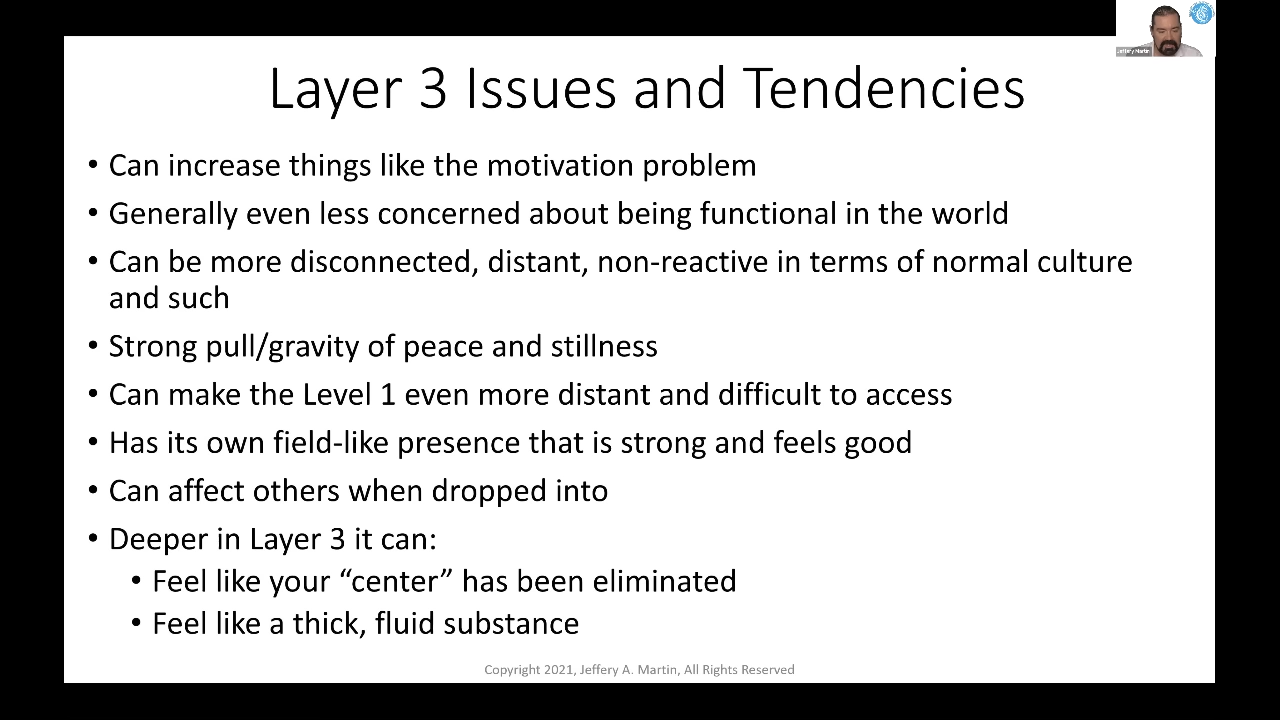 Jeffery Martin
Layer 3 Issues and Tendencies
• Can increase things like the motivation problem
• Generally even less concerned about being functional in the world
• Can be more disconnected, distant, non-reactive in terms of normal culture
and such
• Strong pull/gravity of peace and stillness
• Can make the Level 1 even more distant and difficult to access
• Has its own field-like presence that is strong and feels good
• Can affect others when dropped into
• Deeper in Layer 3 it can:
• Feel like your “center” has been eliminated
• Feel like a thick, fluid substance
Copyright 2021, Jeffery A. Martin, All Rights Reserved